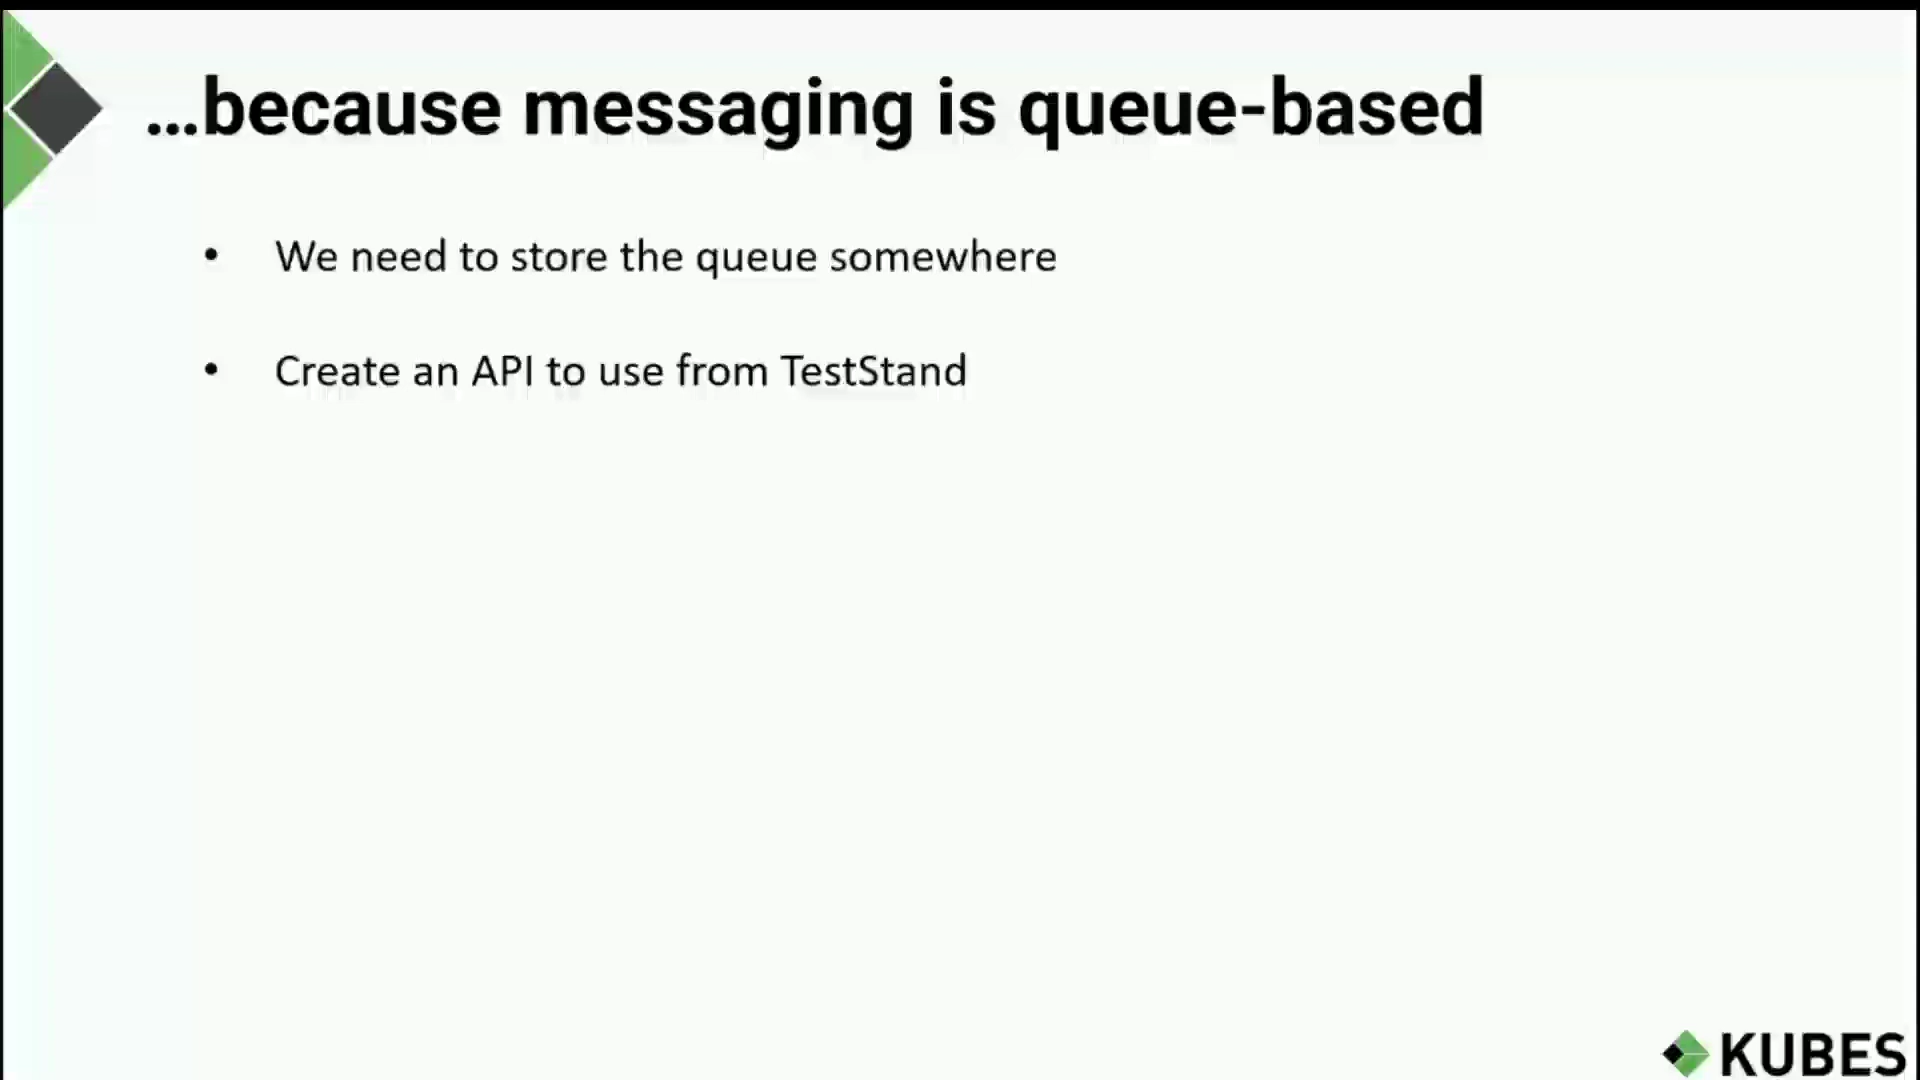 ...because messaging is queue-based
• We need to store the queue somewhere
• Create an API to use from TestStand
KUBES